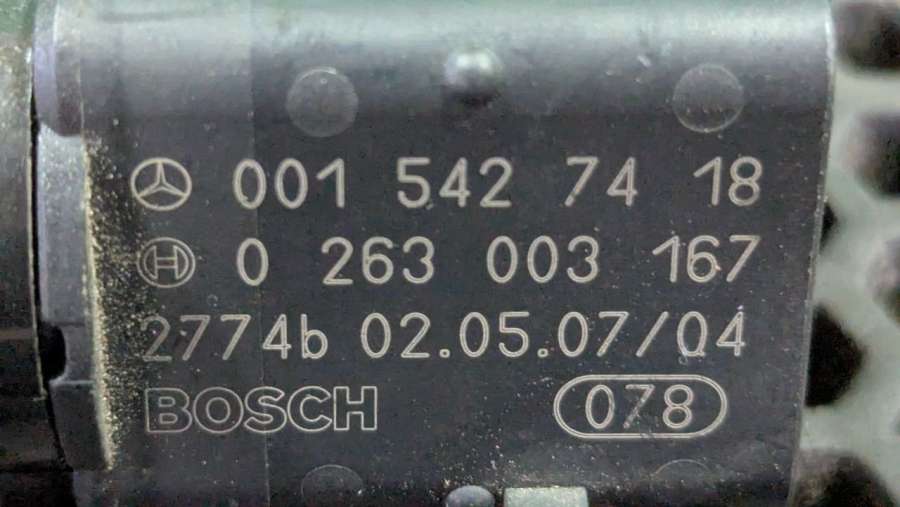 001 542 74 18
H 0 263 003 167
2774b 02.05.07/04
BOSCH 078